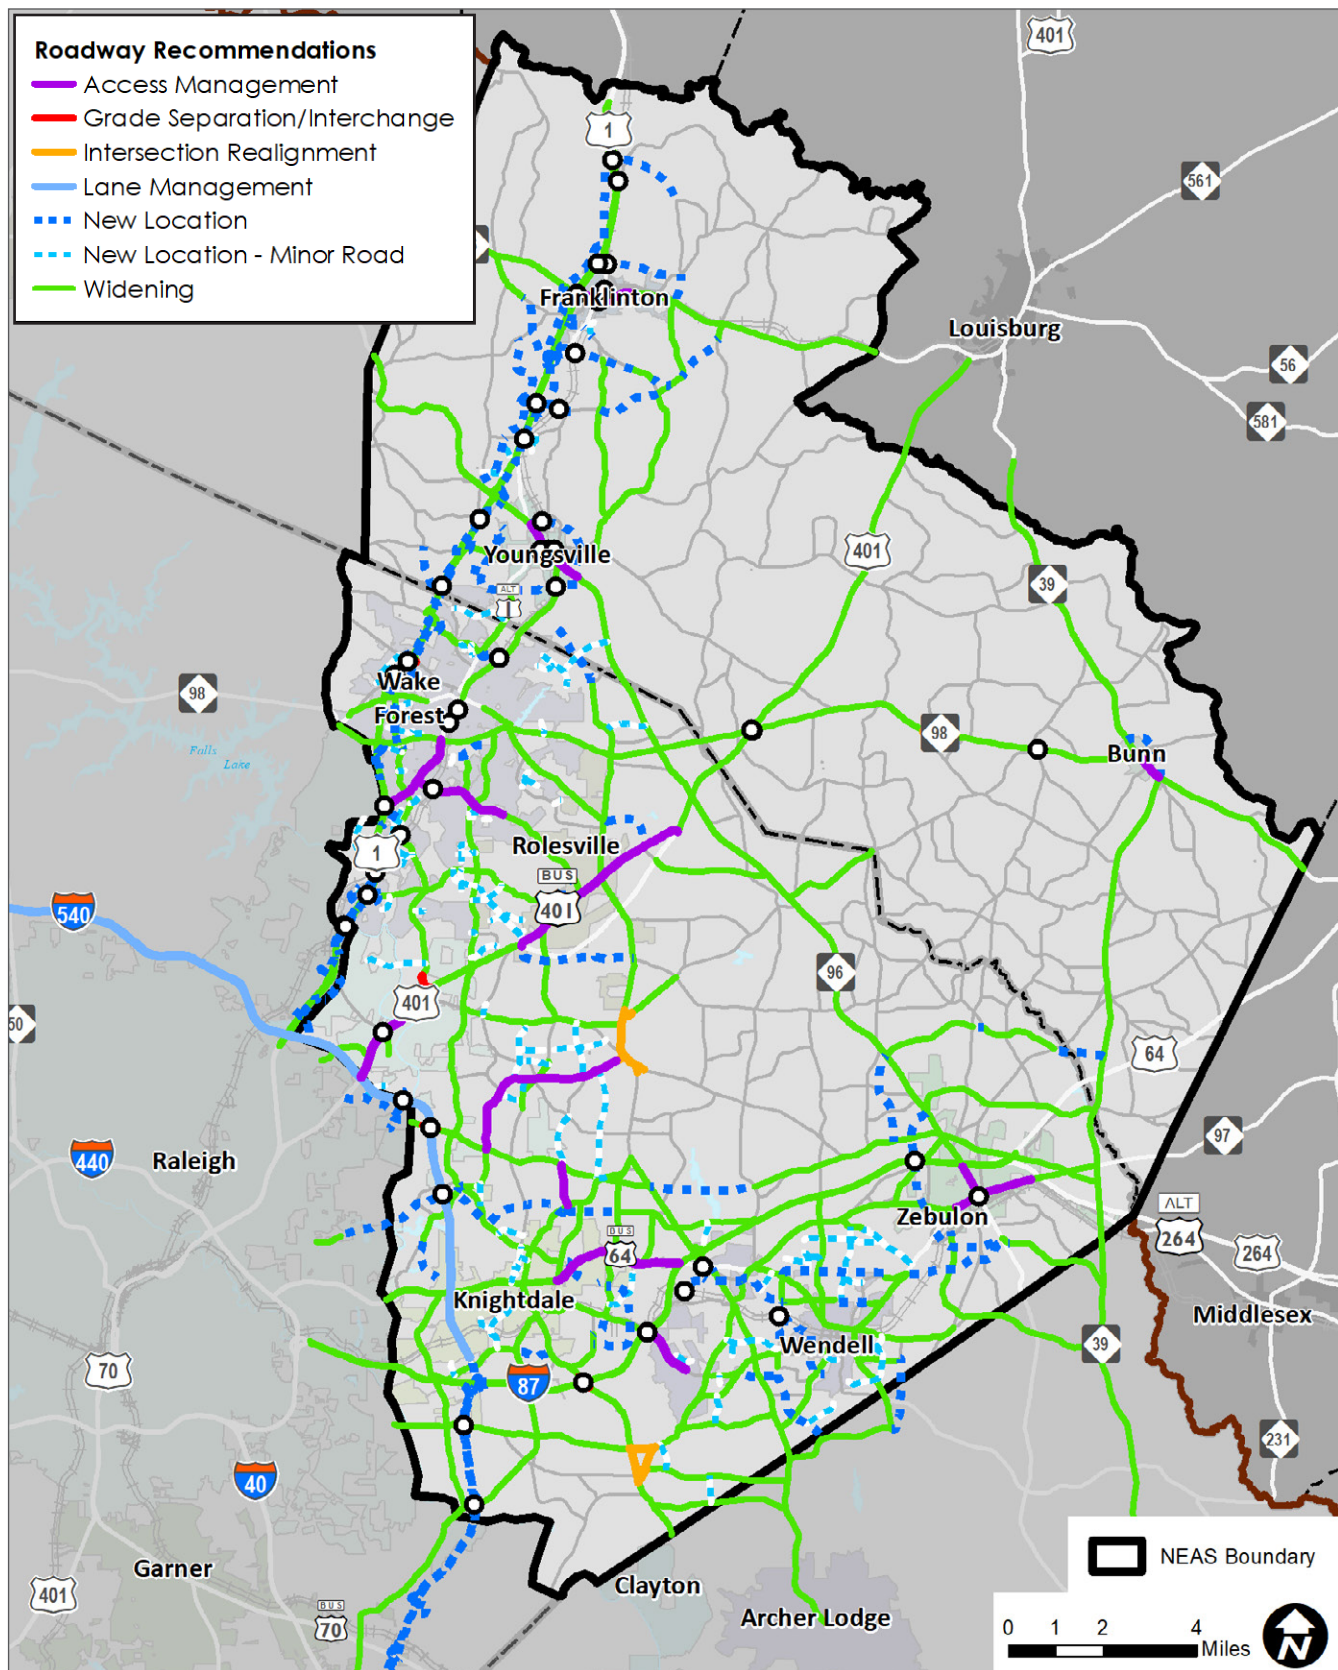 Roadway Recommendations
Access Management
Grade Separation/Interchange
Intersection Realignment
Lane Management
New Location
New Location - Minor Road
Widening
401
1
561
Franklinton
Louisburg
56
581
401
Youngsville
39
ALT
1
98
Wake
Forest
Falls
Lake
98
Bunn
1
Rolesville
BUS
401
540
96
401
50
64
440
Raleigh
97
Zebulon
ALT
264
264
BUS
64
Knightdale
Middlesex
Wendell
39
70
87
231
40
NEAS Boundary
Garner
401
Clayton
BUS
70
Archer Lodge
0 1 2 4
Miles
N